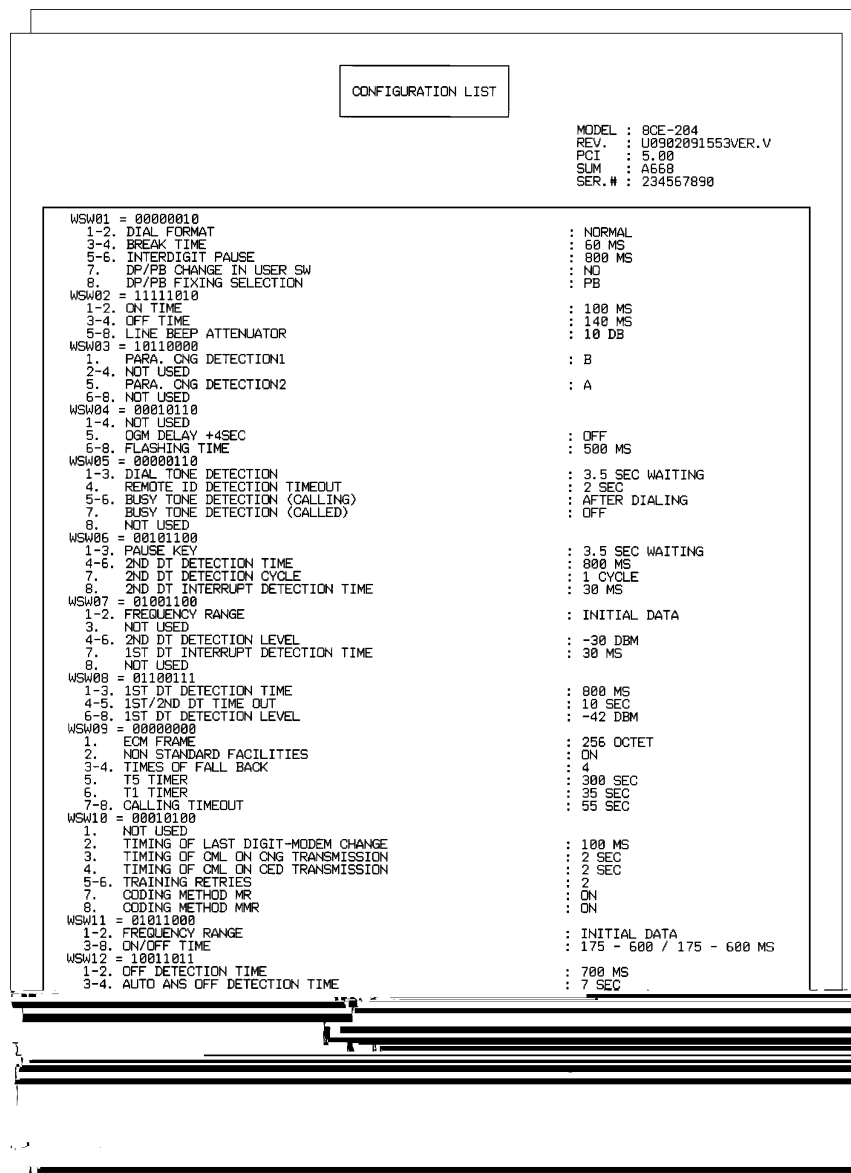 CONFIGURATION LIST
MODEL : 8CE-204
REV. : U0902091553VER.V
PCI : 5.00
SUM : A668
SER.# : 234567890
WSW01 = 00000010
1-2. DIAL FORMAT : NORMAL
3-4. BREAK TIME : 60 MS
5-6. INTERDIGIT PAUSE : 800 MS
7. DP/PB CHANGE IN USER SW : NO
8. DP/PB FIXING SELECTION : PB
WSW02 = 11111010
1-2. ON TIME : 100 MS
3-4. OFF TIME : 140 MS
5-8. LINE BEEP ATTENUATOR : 10 DB
WSW03 = 10110000
1. PARA. CNG DETECTION1 : B
2-4. NOT USED
5. PARA. CNG DETECTION2 : A
6-8. NOT USED
WSW04 = 00010110
1-4. NOT USED
5. OGM DELAY +4SEC : OFF
6-8. FLASHING TIME : 500 MS
WSW05 = 00000110
1-3. DIAL TONE DETECTION : 3.5 SEC WAITING
4. REMOTE ID DETECTION TIMEOUT : 2 SEC
5-6. BUSY TONE DETECTION (CALLING) : AFTER DIALING
7. BUSY TONE DETECTION (CALLED) : OFF
8. NOT USED
WSW06 = 00101100
1-3. PAUSE KEY : 3.5 SEC WAITING
4-6. 2ND DT DETECTION TIME : 800 MS
7. 2ND DT DETECTION CYCLE : 1 CYCLE
8. 2ND DT INTERRUPT DETECTION TIME : 30 MS
WSW07 = 01001100
1-2. FREQUENCY RANGE : INITIAL DATA
3. NOT USED
4-6. 2ND DT DETECTION LEVEL : -30 DBM
7. 1ST DT INTERRUPT DETECTION TIME : 30 MS
8. NOT USED
WSW08 = 01100111
1-3. 1ST DT DETECTION TIME : 800 MS
4-5. 1ST/2ND DT TIME OUT : 10 SEC
6-8. 1ST DT DETECTION LEVEL : -42 DBM
WSW09 = 00000000
1. ECM FRAME : 256 OCTET
2. NON STANDARD FACILITIES : ON
3-4. TIMES OF FALL BACK : 4
5. T5 TIMER : 300 SEC
6. T1 TIMER : 35 SEC
7-8. CALLING TIMEOUT : 55 SEC
WSW10 = 00010100
1. NOT USED
2. TIMING OF LAST DIGIT-MODEM CHANGE : 100 MS
3. TIMING OF CML ON CNG TRANSMISSION : 2 SEC
4. TIMING OF CML ON CED TRANSMISSION : 2 SEC
5-6. TRAINING RETRIES : 2
7. CODING METHOD MR : ON
8. CODING METHOD MMR : ON
WSW11 = 01011000
1-2. FREQUENCY RANGE : INITIAL DATA
3-8. ON/OFF TIME : 175 - 600 / 175 - 600 MS
WSW12 = 10011011
1-2. OFF DETECTION TIME : 700 MS
3-4. AUTO ANS OFF DETECTION TIME : 7 SEC